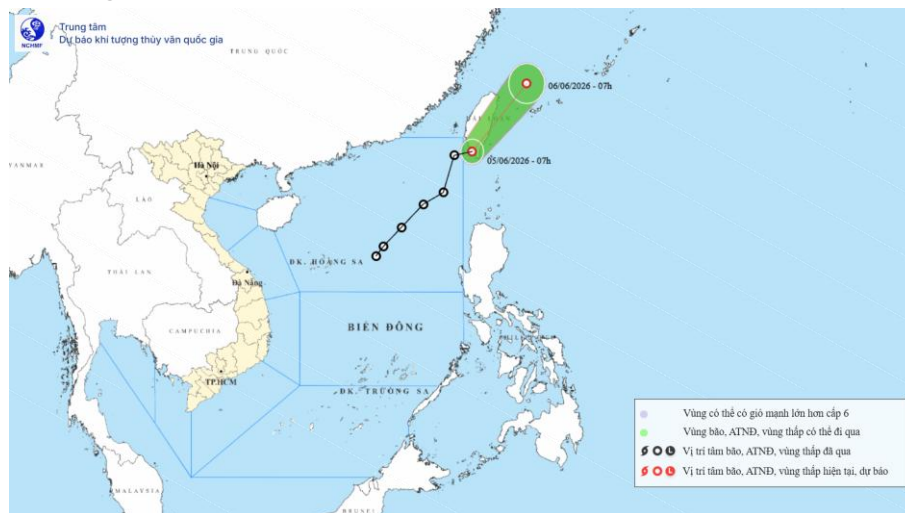 NCHMF
Trung tâm
Dự báo khí tượng thủy văn quốc gia
TRUNG QUỐC
06/06/2026 - 07h
ĐÀI LOAN
05/06/2026 - 07h
MYANMAR
Hà Nội
LÀO
ĐK. HOÀNG SA
THÁI LAN
Đà Nẵng
CAMPUCHIA
BIỂN ĐÔNG
TP.HCM
ĐK. TRƯỜNG SA
MALAYSIA
BRUNEI
Vùng có thể có gió mạnh lớn hơn cấp 6
Vùng bão, ATNĐ, vùng thấp có thể đi qua
Vị trí tâm bão, ATNĐ, vùng thấp đã qua
Vị trí tâm bão, ATNĐ, vùng thấp hiện tại, dự báo